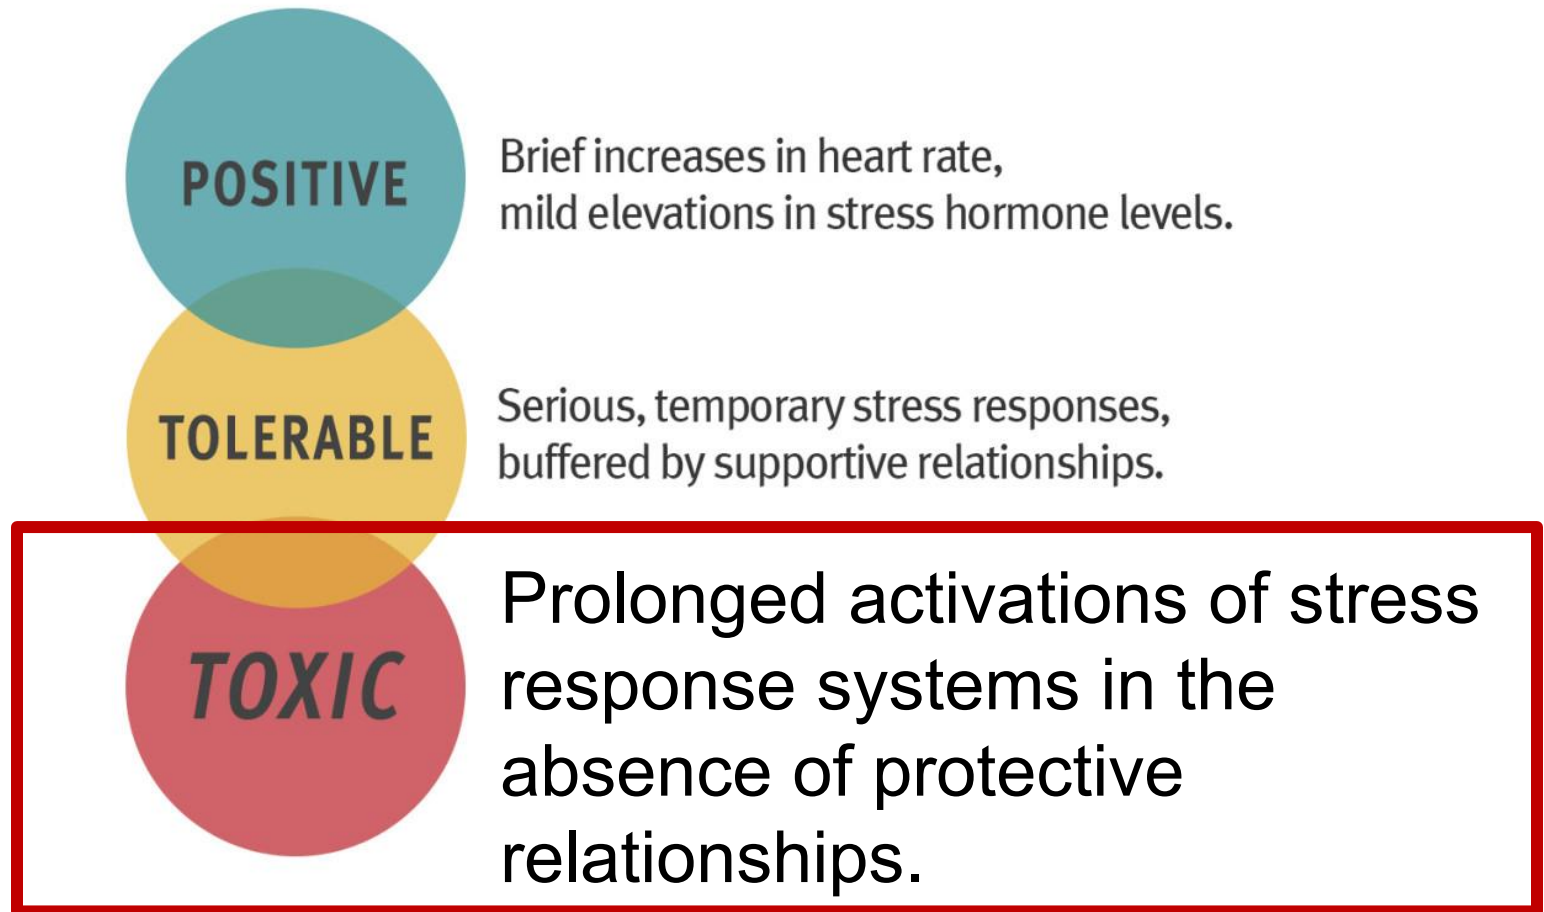 POSITIVE
Brief increases in heart rate,
mild elevations in stress hormone levels.
TOLERABLE
Serious, temporary stress responses,
buffered by supportive relationships.
TOXIC
Prolonged activations of stress
response systems in the
absence of protective
relationships.